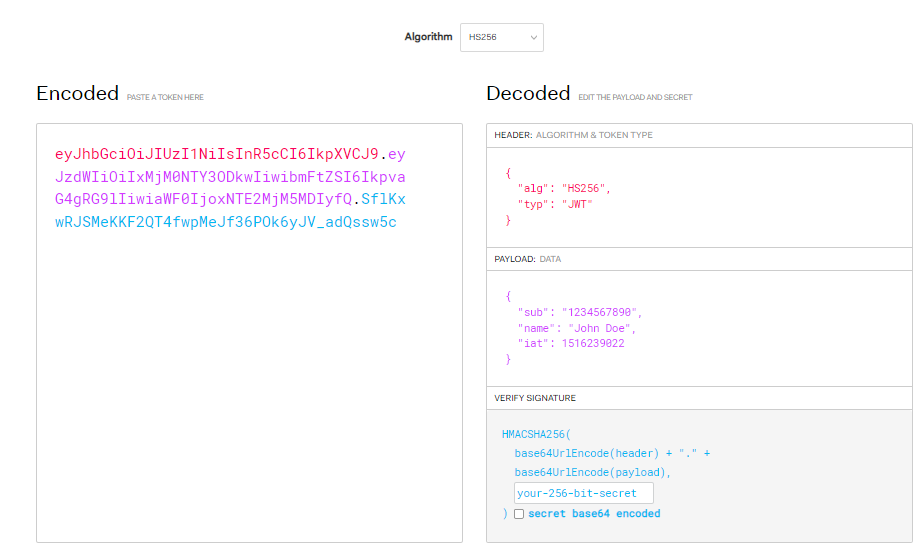 Algorithm HS256
Encoded PASTE A TOKEN HERE
eyJhbGciOiJIUzI1NiIsInR5cCI6IkpXVCJ9.ey
JzdWIiOiIxMjM0NTY3ODkwIiwibmFtZSI6Ikpva
G4gRG9lIiwiaWF0IjoxNTE2MjM5MDIyfQ.SflKx
wRJSMeKKF2QT4fwpMeJf36POk6yJV_adQssw5c
Decoded EDIT THE PAYLOAD AND SECRET
HEADER: ALGORITHM & TOKEN TYPE
{
  "alg": "HS256",
  "typ": "JWT"
}
PAYLOAD: DATA
{
  "sub": "1234567890",
  "name": "John Doe",
  "iat": 1516239022
}
VERIFY SIGNATURE
HMACSHA256(
  base64UrlEncode(header) + "." +
  base64UrlEncode(payload),
  your-256-bit-secret
) secret base64 encoded